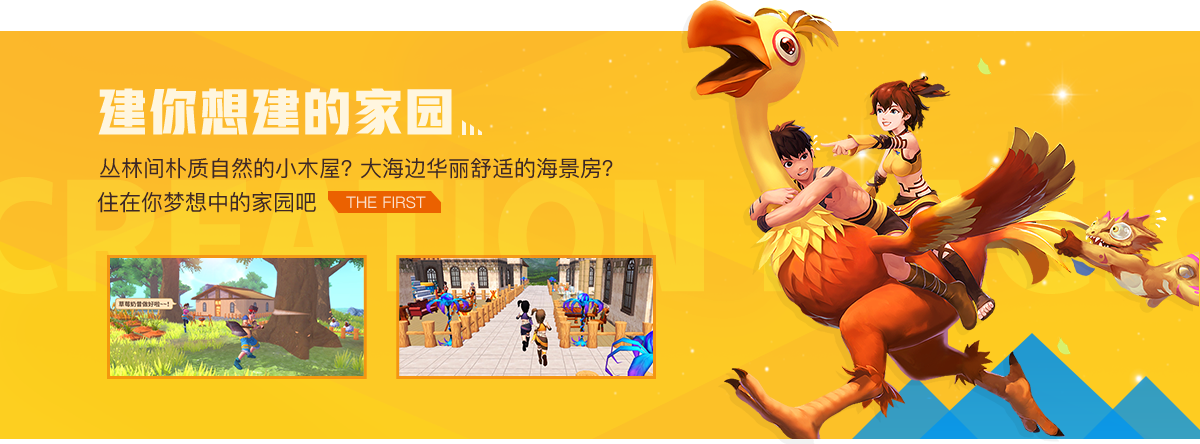 建你想建的家园
丛林间朴质自然的小木屋？大海边华丽舒适的海景房？
住在你梦想中的家园吧 THE FIRST
CREATION
草莓奶昔做好啦~~！